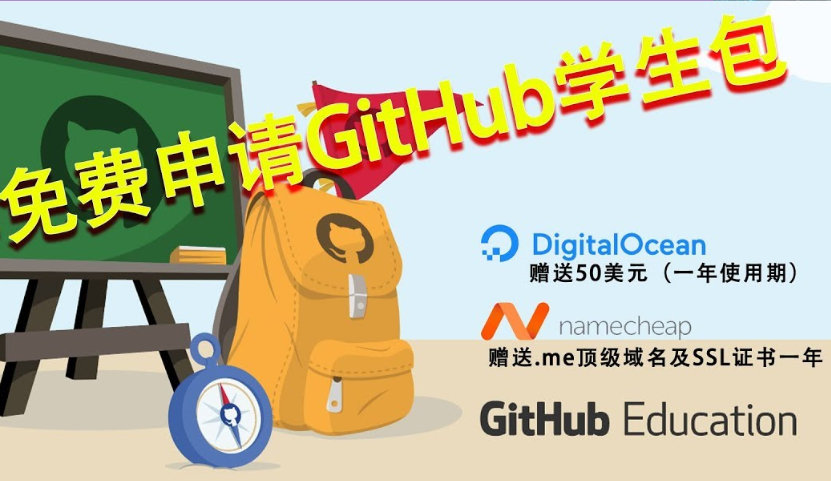 免费申请GitHub学生包
DigitalOcean
赠送50美元（一年使用期）
namecheap
赠送.me顶级域名及SSL证书一年
GitHub Education